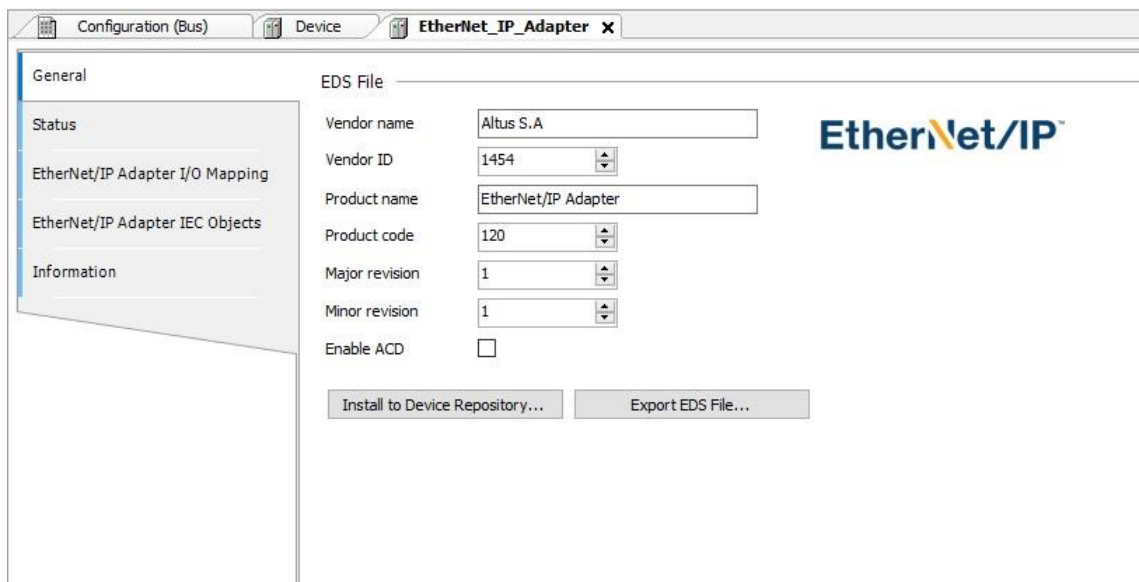 Configuration (Bus) Device EtherNet_IP_Adapter
General
Status
EtherNet/IP Adapter I/O Mapping
EtherNet/IP Adapter IEC Objects
Information
EDS File
Vendor name Altus S.A
Vendor ID 1454
Product name EtherNet/IP Adapter
Product code 120
Major revision 1
Minor revision 1
Enable ACD
Install to Device Repository... Export EDS File...
EtherNet/IP™